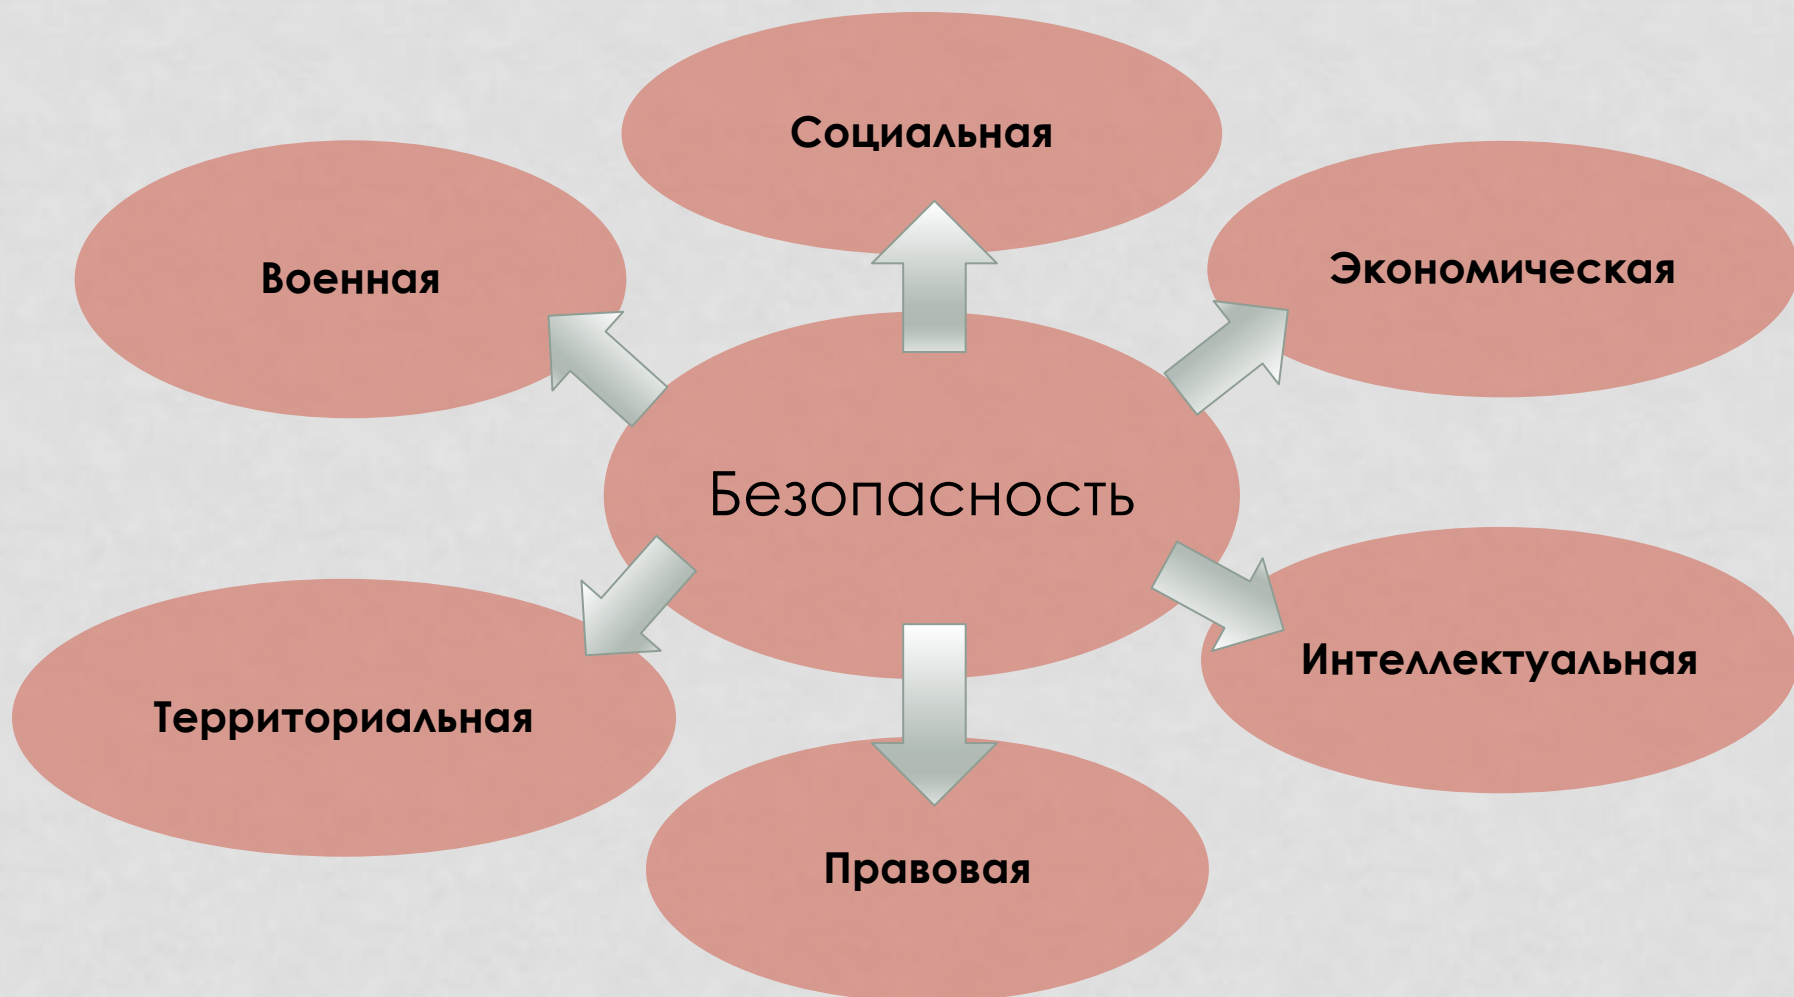 Социальная
Военная
Экономическая
Безопасность
Интеллектуальная
Территориальная
Правовая